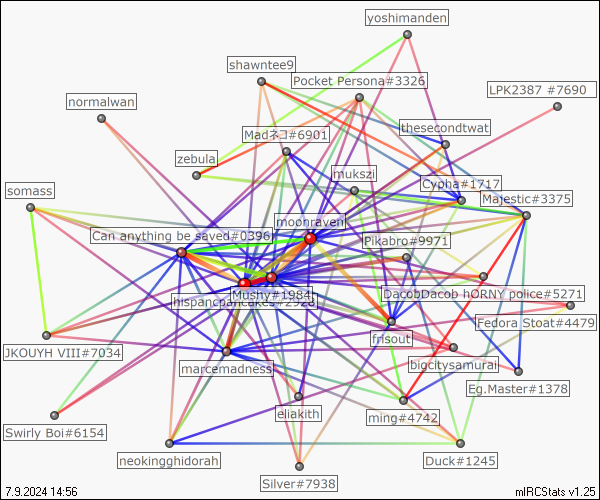 yoshimanden
shawntee9
Pocket Persona#3326
LPK2387 #7690
normalwan
Madネコ#6901
thesecondtwat
zebula
mukszi
Cypha#1717
somass
Majestic#3375
moonraven
Can anything be saved#0396
Pikabro#9971
Mushy#1984
DacobDacob hORNY police#5271
Fedora Stoat#4479
frisout
JKOUYH VIII#7034
marcemadness
bigcitysamurai
Eg.Master#1378
eliakith
ming#4742
Swirly Boi#6154
neokingghidorah
Duck#1245
Silver#7938
7.9.2024 14:56
mIRCStats v1.25